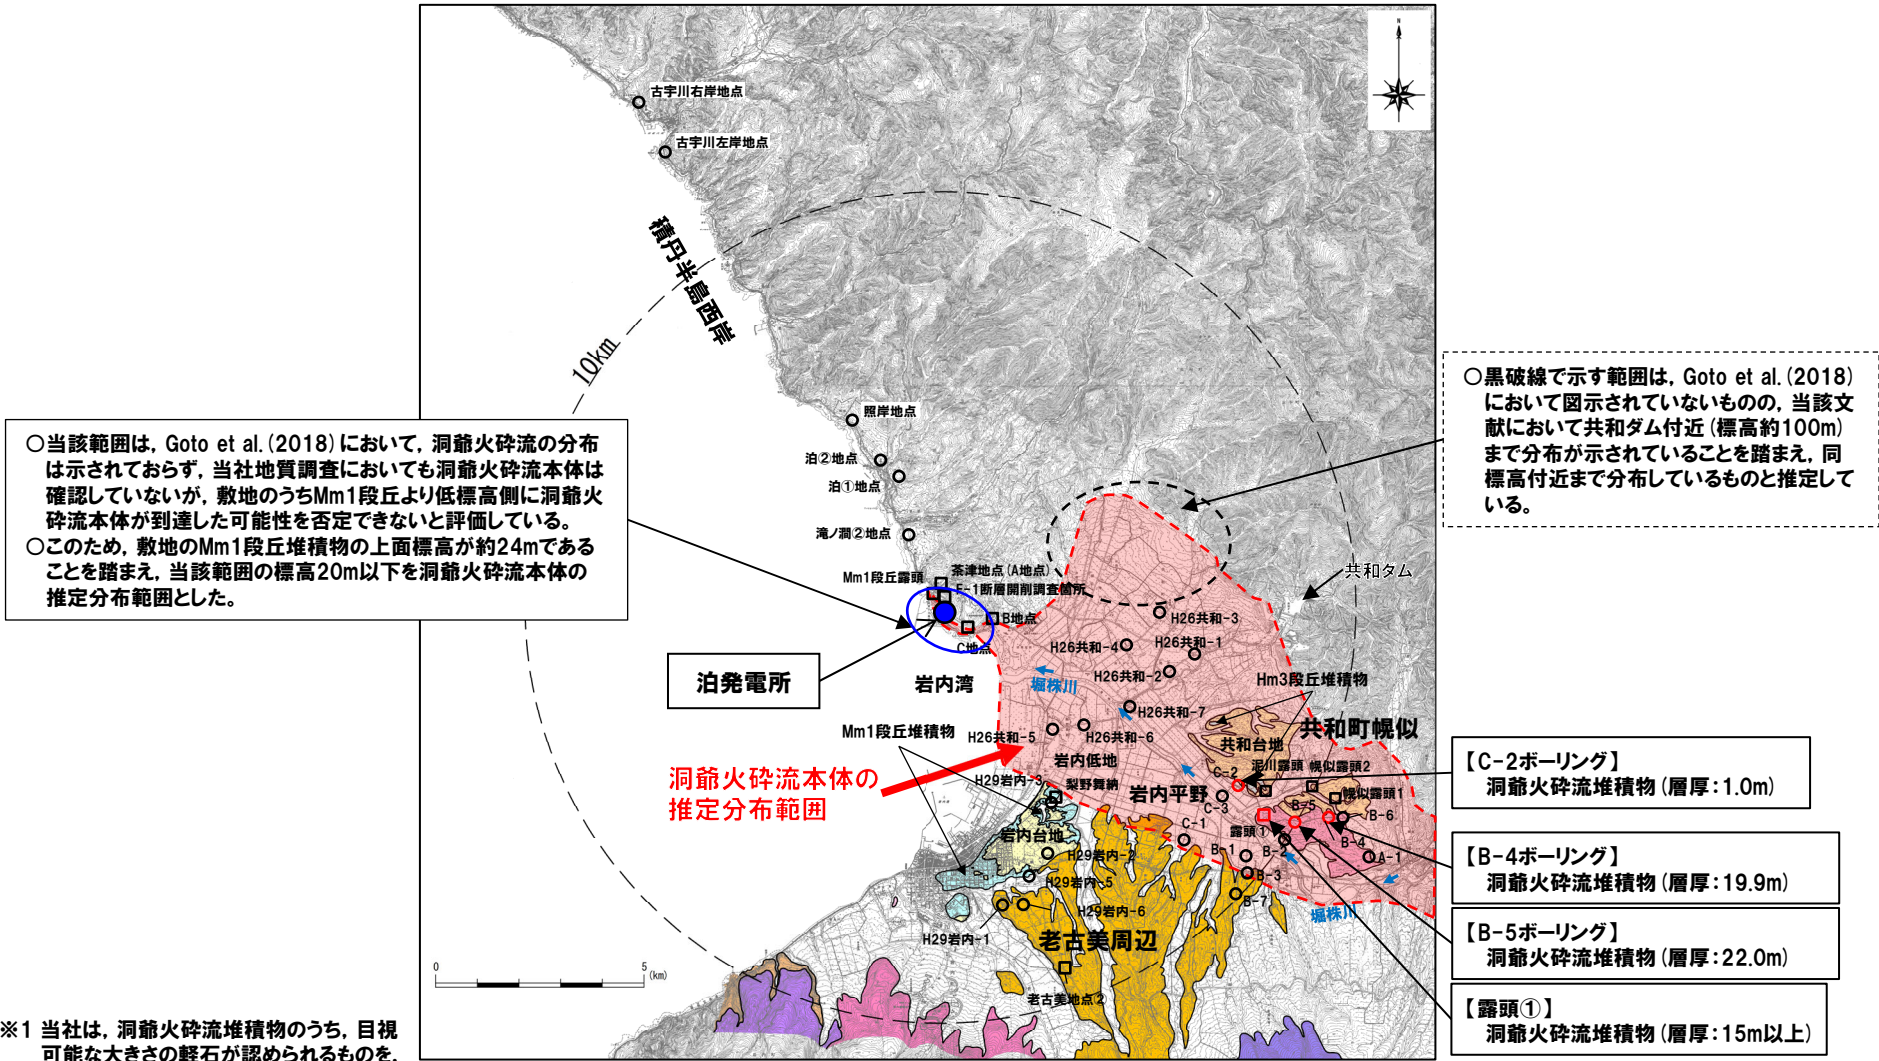 古宇川右岸地点
古宇川左岸地点
積丹半島西岸
10km
○当該範囲は，Goto et al.(2018)において，洞爺火砕流の分布
は示されておらず，当社地質調査においても洞爺火砕流本体は
確認していないが，敷地のうちMm1段丘より低標高側に洞爺火
砕流本体が到達した可能性を否定できないと評価している。
○このため，敷地のMm1段丘堆積物の上面標高が約24mである
ことを踏まえ，当該範囲の標高20m以下を洞爺火砕流本体の
推定分布範囲とした。
○黒破線で示す範囲は，Goto et al.(2018)
において図示されていないものの，当該文
献において共和ダム付近（標高約100m）
まで分布が示されていることを踏まえ，同
標高付近まで分布しているものと推定して
いる。
照岸地点
泊②地点
泊①地点
滝ノ澗②地点
茶津地点（A地点）
Mm1段丘露頭
F-1断層開削調査箇所
B地点
C地点
共和ダム
泊発電所
岩内湾
堀株川
H26共和-3
H26共和-1
H26共和-4
H26共和-2
H26共和-7
H26共和-6
H26共和-5
Hm3段丘堆積物
共和町幌似
共和台地
Mm1段丘堆積物
岩内低地
洞爺火砕流本体の
推定分布範囲
H29岩内-3
梨野舞納
岩内平野
C-2
泥川露頭
幌似露頭2
幌似露頭1
C-3
B-5
B-6
露頭①
B-4
C-1
B-1
B-2
A-1
B-3
B-7
堀株川
岩内台地
H29岩内-2
H29岩内-5
H29岩内-6
H29岩内-1
老古美周辺
老古美地点②
【C-2ボーリング】
洞爺火砕流堆積物（層厚：1.0m）
【B-4ボーリング】
洞爺火砕流堆積物（層厚：19.9m）
【B-5ボーリング】
洞爺火砕流堆積物（層厚：22.0m）
【露頭①】
洞爺火砕流堆積物（層厚：15m以上）
0 5 (km)
N
※1 当社は，洞爺火砕流堆積物のうち，目視
可能な大きさの軽石が認められるものを，